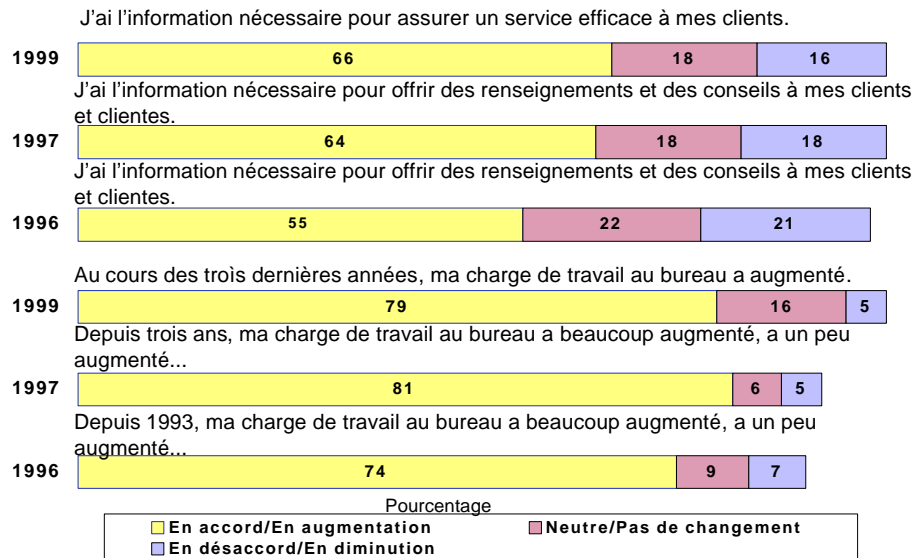 J'ai l'information nécessaire pour assurer un service efficace à mes clients.
1999 66 18 16
J'ai l'information nécessaire pour offrir des renseignements et des conseils à mes clients
et clientes.
1997 64 18 18
J'ai l'information nécessaire pour offrir des renseignements et des conseils à mes clients
et clientes.
1996 55 22 21
Au cours des trois dernières années, ma charge de travail au bureau a augmenté.
1999 79 16 5
Depuis trois ans, ma charge de travail au bureau a beaucoup augmenté, a un peu
augmenté...
1997 81 6 5
Depuis 1993, ma charge de travail au bureau a beaucoup augmenté, a un peu
augmenté...
1996 74 9 7
Pourcentage
En accord/En augmentation Neutre/Pas de changement
En désaccord/En diminution